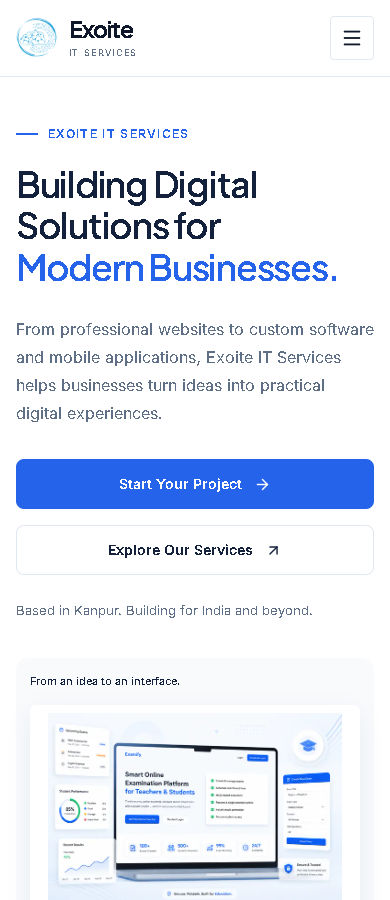 Exoite
IT SERVICES
EXOITE IT SERVICES
Building Digital
Solutions for
Modern Businesses.
From professional websites to custom software
and mobile applications, Exoite IT Services
helps businesses turn ideas into practical
digital experiences.
Start Your Project
Explore Our Services
Based in Kanpur. Building for India and beyond.
From an idea to an interface.
Smart Online
Examination Platform
for Teachers & Students